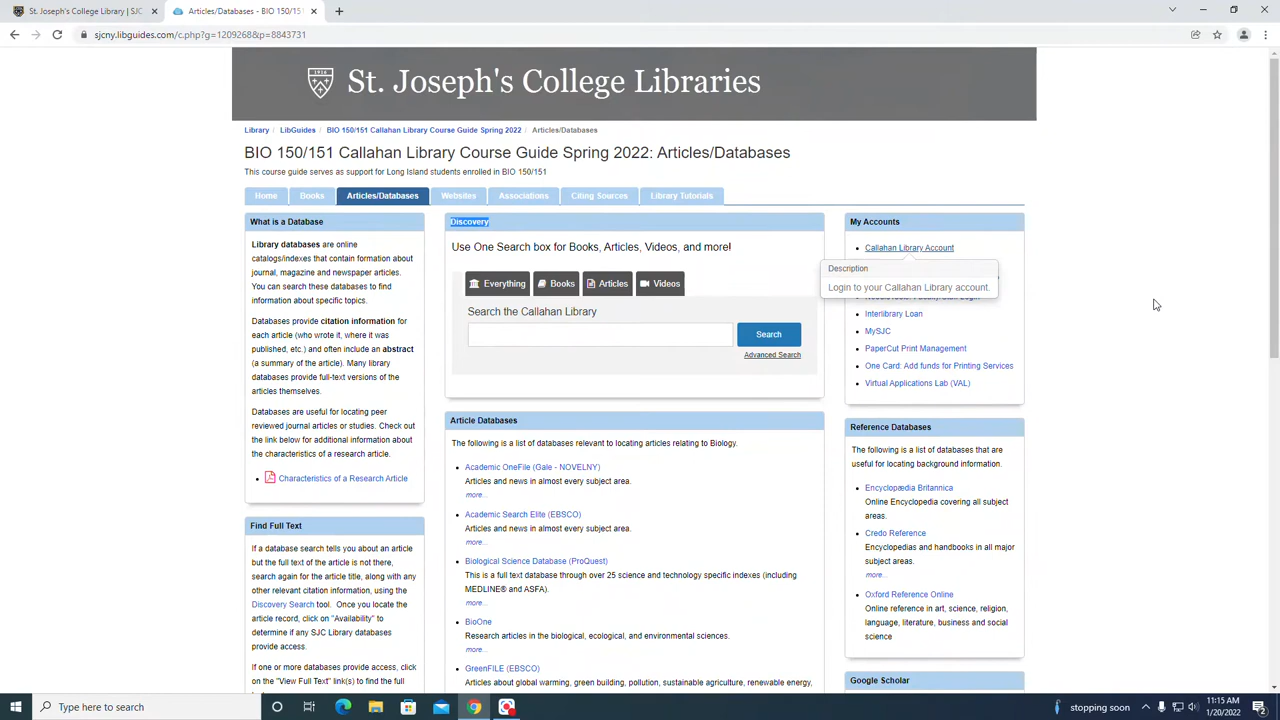 St. Joseph's College Library | SJC
Articles/Databases - BIO 150/151
sjcny.libguides.com/c.php?g=1209268&p=8843731
1916
St. Joseph's College Libraries
Library / LibGuides / BIO 150/151 Callahan Library Course Guide Spring 2022 / Articles/Databases
BIO 150/151 Callahan Library Course Guide Spring 2022: Articles/Databases
This course guide serves as support for Long Island students enrolled in BIO 150/151
Home Books Articles/Databases Websites Associations Citing Sources Library Tutorials
What is a Database
Library databases are online
catalogs/indexes that contain formation about
journal, magazine and newspaper articles.
You can search these databases to find
information about specific topics.
Databases provide citation information for
each article (who wrote it, where it was
published, etc.) and often include an abstract
(a summary of the article). Many library
databases provide full-text versions of the
articles themselves.
Databases are useful for locating peer
reviewed journal articles or studies. Check out
the link below for additional information about
the characteristics of a research article.
Characteristics of a Research Article
Find Full Text
If a database search tells you about an article
but the full text of the article is not there,
search again for the article title, along with any
other relevant citation information, using the
Discovery Search tool. Once you locate the
article record, click on "Availability" to
determine if any SJC Library databases
provide access.
If one or more databases provide access, click
on the "View Full Text" link(s) to find the full
Discovery
Use One Search box for Books, Articles, Videos, and more!
Everything Books Articles Videos
Search the Callahan Library
Search
Advanced Search
Article Databases
The following is a list of databases relevant to locating articles relating to Biology.
Academic OneFile (Gale - NOVELNY)
Articles and news in almost every subject area.
more...
Academic Search Elite (EBSCO)
Articles and news in almost every subject area.
more...
Biological Science Database (ProQuest)
This is a full text database through over 25 science and technology specific indexes (including
MEDLINE® and ASFA).
more...
BioOne
Research articles in the biological, ecological, and environmental sciences.
more...
GreenFILE (EBSCO)
Articles about global warming, green building, pollution, sustainable agriculture, renewable energy,
My Accounts
Callahan Library Account
Description
Login to your Callahan Library account.
Interlibrary Loan
MySJC
PaperCut Print Management
One Card: Add funds for Printing Services
Virtual Applications Lab (VAL)
Reference Databases
The following is a list of databases that are
useful for locating background information.
Encyclopædia Britannica
Online Encyclopedia covering all subject
areas.
Credo Reference
Encyclopedias and handbooks in all major
subject areas.
more...
Oxford Reference Online
Online reference in art, science, religion,
language, literature, business and social
science
Google Scholar
Type here to search
stopping soon
11:15 AM
1/20/2022
2